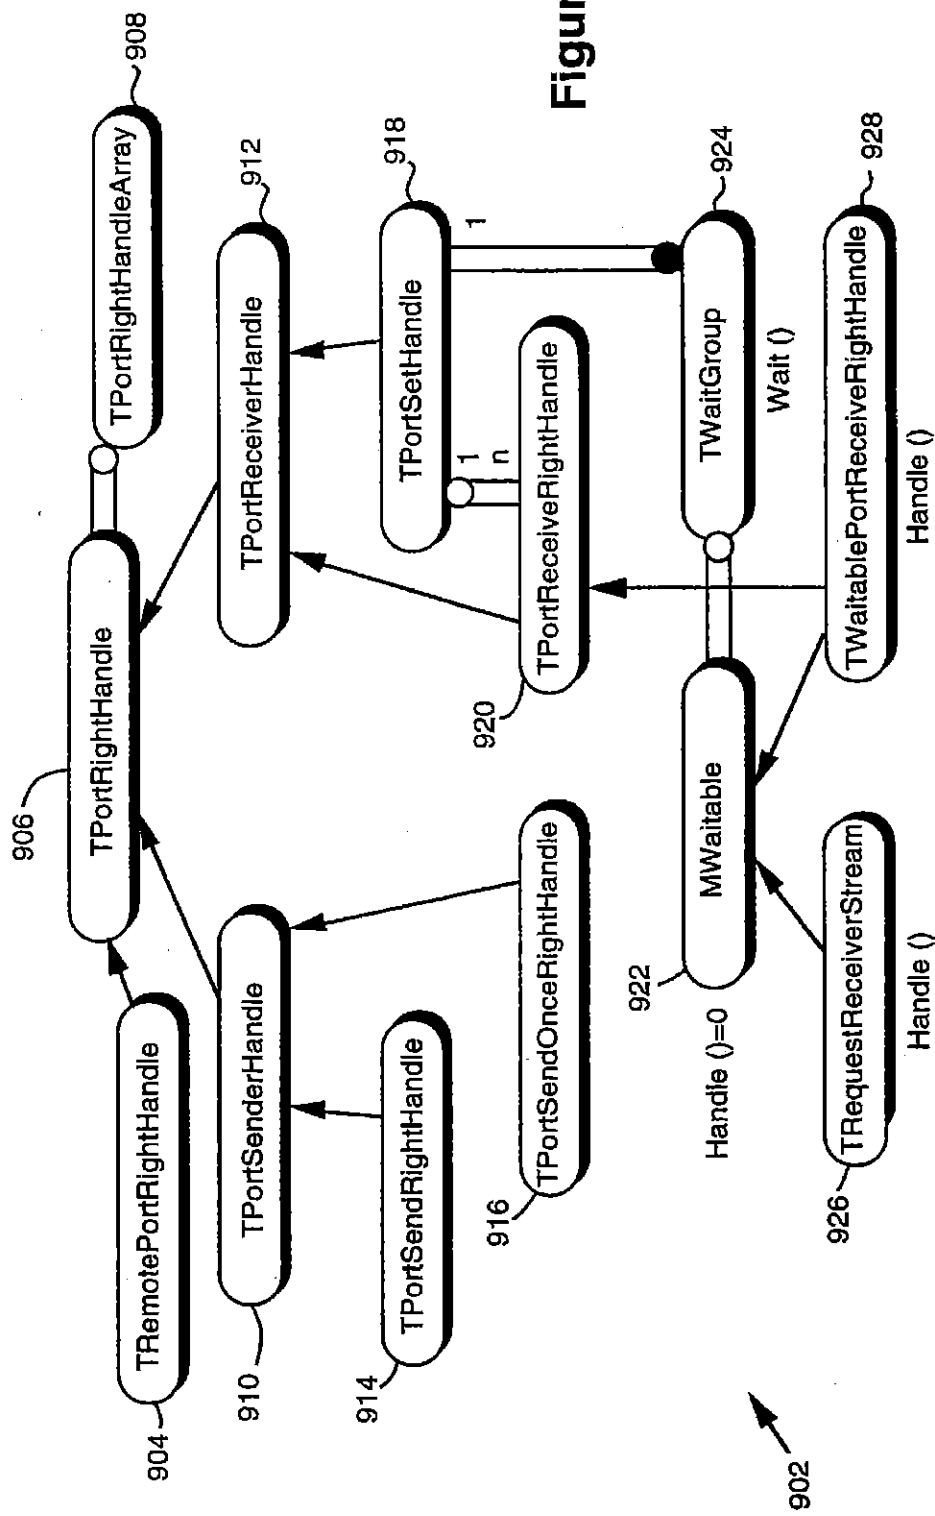 906
908
TPortRightHandle
TPortRightHandleArray
904
TRemotePortRightHandle
910
TPortSenderHandle
912
TPortReceiverHandle
914
TPortSendRightHandle
918
TPortSetHandle
1
1
n
916
TPortSendOnceRightHandle
920
TPortReceiveRightHandle
922
MWaitable
Handle ()=0
924
TWaitGroup
Wait ()
926
TRequestReceiverStream
Handle ()
928
TWaitablePortReceiveRightHandle
Handle ()
902